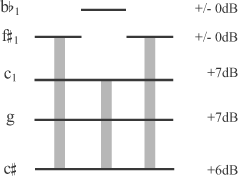 b♭₁ +/- 0dB
f♯₁ +/- 0dB
c₁ +7dB
g +7dB
c♯ +6dB